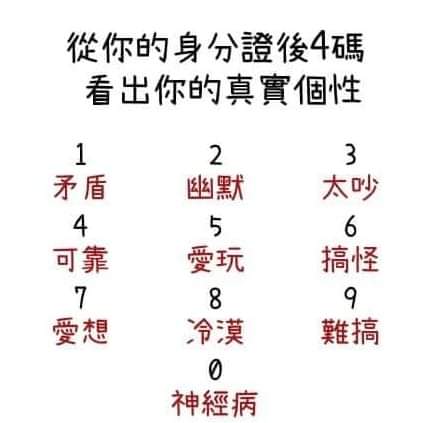 從你的身分證後4碼
看出你的真實個性
1 2 3
矛盾 幽默 太吵
4 5 6
可靠 愛玩 搞怪
7 8 9
愛想 冷漠 難搞
0
神經病